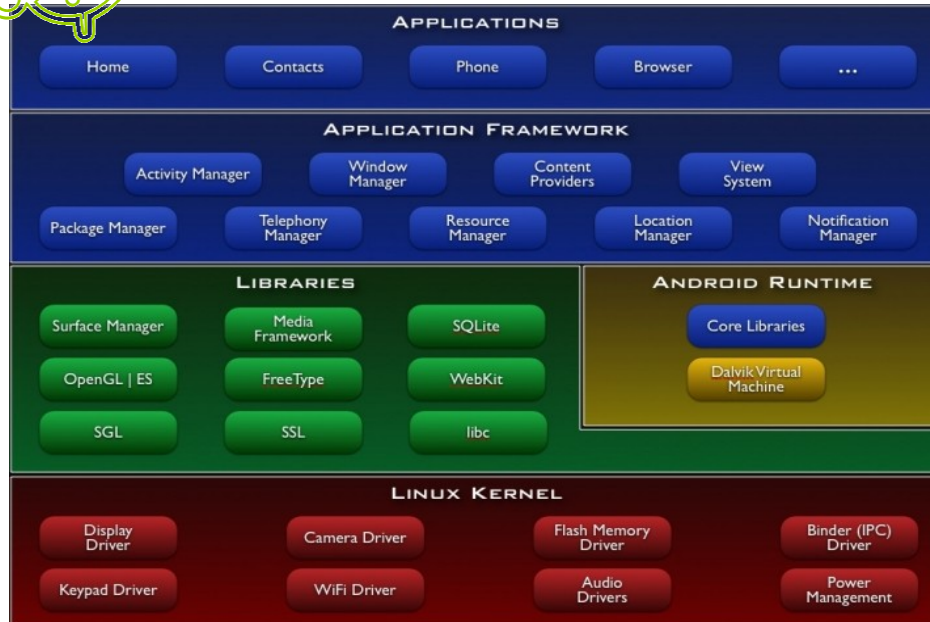 APPLICATIONS
Home Contacts Phone Browser ...
APPLICATION FRAMEWORK
Activity Manager
Window
Manager
Content
Providers
View
System
Package Manager
Telephony
Manager
Resource
Manager
Location
Manager
Notification
Manager
LIBRARIES
Surface Manager
Media
Framework
SQLite
OpenGL | ES
FreeType
WebKit
SGL
SSL
libc
ANDROID RUNTIME
Core Libraries
Dalvik Virtual
Machine
LINUX KERNEL
Display
Driver
Camera Driver
Flash Memory
Driver
Binder (IPC)
Driver
Keypad Driver
WiFi Driver
Audio
Drivers
Power
Management